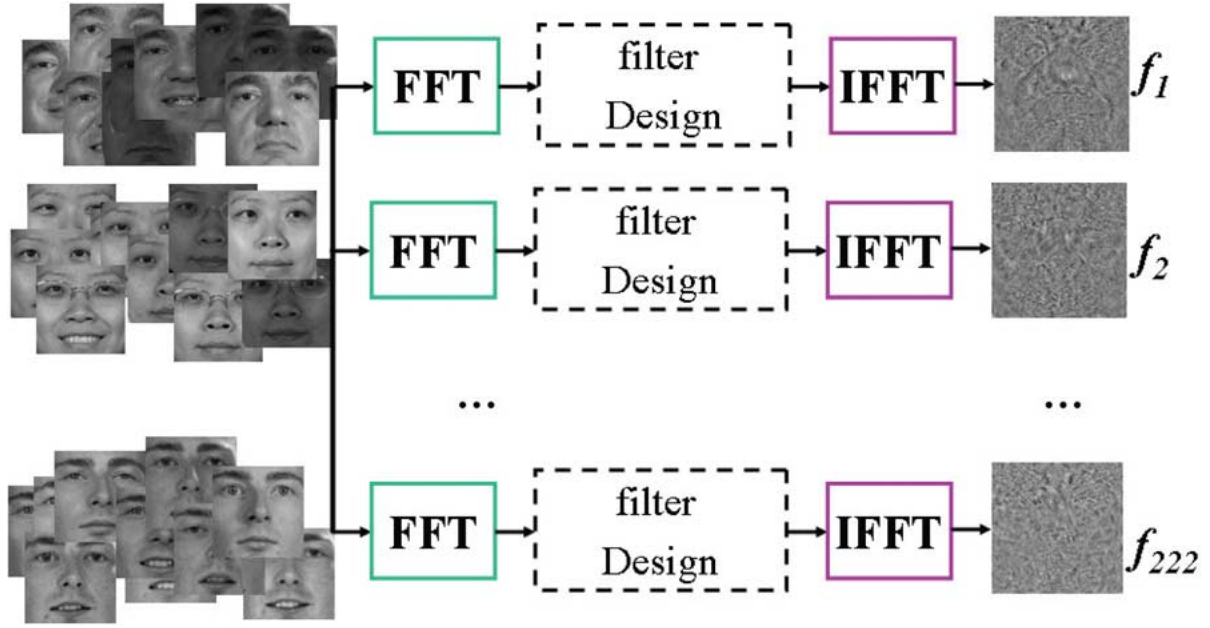 FFT
filter
Design
IFFT
f1
FFT
filter
Design
IFFT
f2
...
...
FFT
filter
Design
IFFT
f222